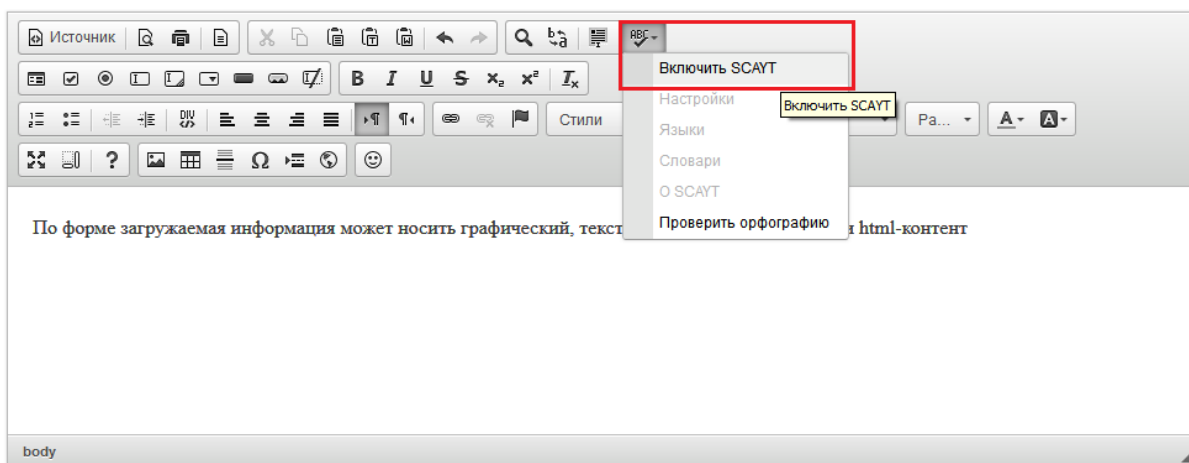 Источник
ABC
Включить SCAYT
Настройки
Включить SCAYT
Стили
Ра...
Языки
Словари
О SCAYT
Проверить орфографию
По форме загружаемая информация может носить графический, текст
html-контент
body